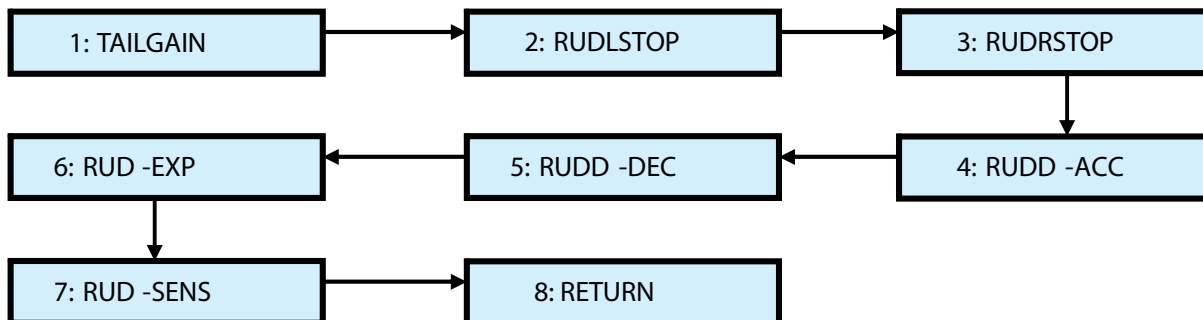 1: TAILGAIN
2: RUDLSTOP
3: RUDRSTOP
4: RUDD -ACC
5: RUDD -DEC
6: RUD -EXP
7: RUD -SENS
8: RETURN